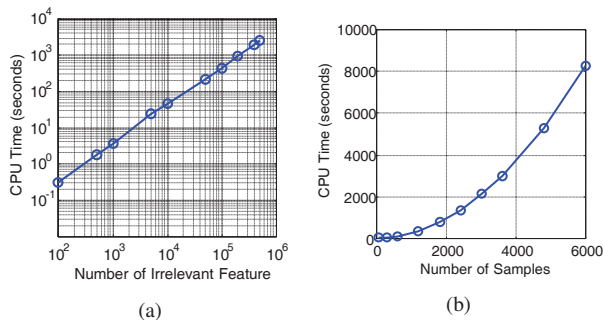 10^5
10^4
10^3
10^2
10^1
10^0
10^-1
CPU Time (seconds)
10^2 10^3 10^4 10^5 10^6
Number of Irrelevant Feature
(a)
10000
8000
6000
4000
2000
0
CPU Time (seconds)
0 2000 4000 6000
Number of Samples
(b)